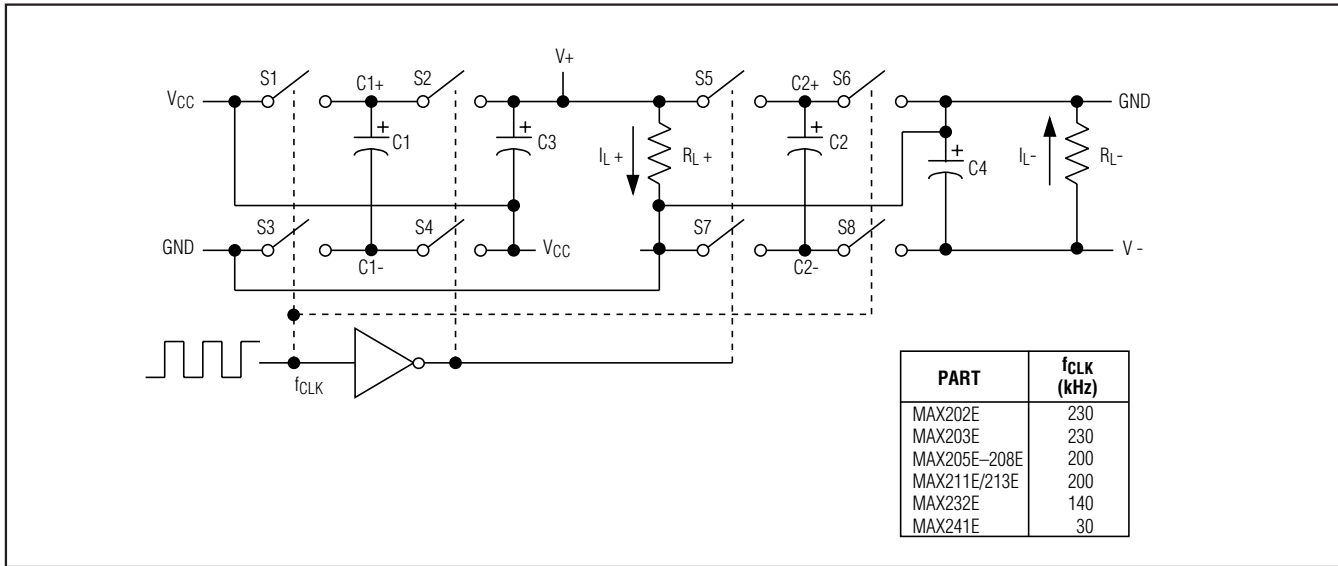 V+
S1
C1+
S2
S5
C2+
S6
VCC
GND
+
C1
+
C3
IL +
RL +
+
C2
+
C4
IL-
RL-
S3
S4
S7
S8
GND
C1-
VCC
C2-
V -
fCLK
PART fCLK (kHz)
MAX202E 230
MAX203E 230
MAX205E–208E 200
MAX211E/213E 200
MAX232E 140
MAX241E 30